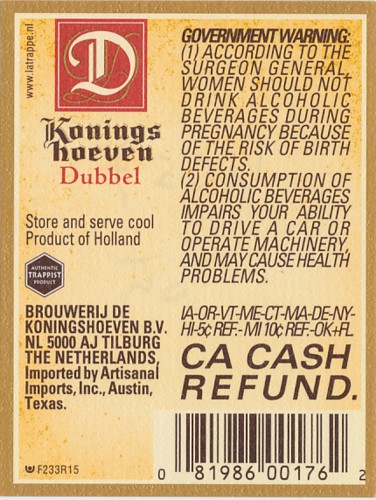 www.latrappe.nl
D
Konings
hoeven
Dubbel
Store and serve cool
Product of Holland
AUTHENTIC
TRAPPIST
PRODUCT
BROUWERIJ DE
KONINGSHOEVEN B.V.
NL 5000 AJ TILBURG
THE NETHERLANDS,
Imported by Artisanal
Imports, Inc., Austin,
Texas.
F233R15
GOVERNMENT WARNING:
(1) ACCORDING TO THE
SURGEON GENERAL,
WOMEN SHOULD NOT
DRINK ALCOHOLIC
BEVERAGES DURING
PREGNANCY BECAUSE
OF THE RISK OF BIRTH
DEFECTS.
(2) CONSUMPTION OF
ALCOHOLIC BEVERAGES
IMPAIRS YOUR ABILITY
TO DRIVE A CAR OR
OPERATE MACHINERY,
AND MAY CAUSE HEALTH
PROBLEMS.
IA-OR-VT-ME-CT-MA-DE-NY-
HI-5¢ REF.- MI 10¢ REF.-OK+FL
CA CASH
REFUND.
0 81986 00176 2